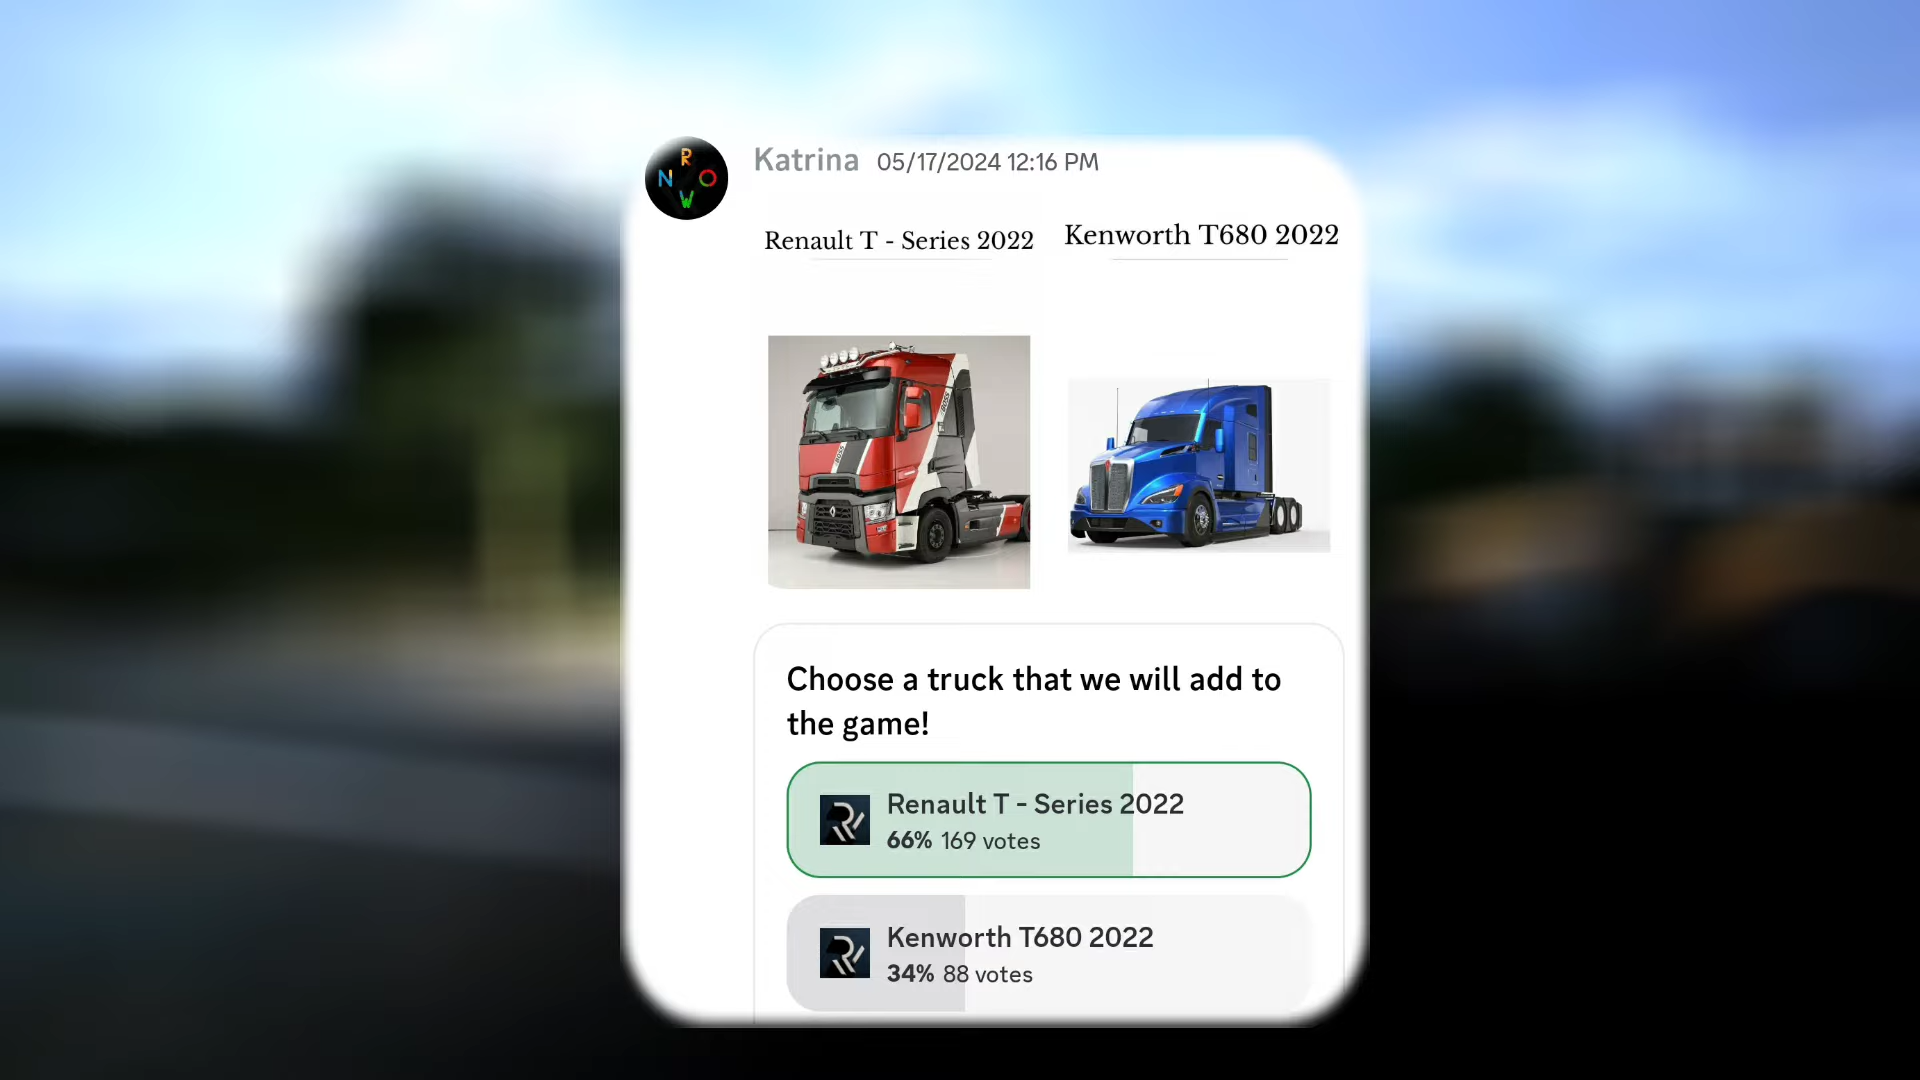 R
N O
W
Katrina 05/17/2024 12:16 PM
Renault T - Series 2022
Kenworth T680 2022
Choose a truck that we will add to
the game!
Renault T - Series 2022
66% 169 votes
Kenworth T680 2022
34% 88 votes